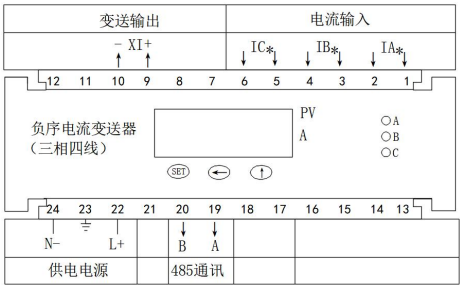 变送输出 电流输入
- XI+ IC* IB* IA*
12 11 10 9 8 7 6 5 4 3 2 1
PV
A
负序电流变送器
（三相四线）
A
B
C
SET
24 23 22 21 20 19 18 17 16 15 14 13
N- L+ B A
供电电源 485通讯